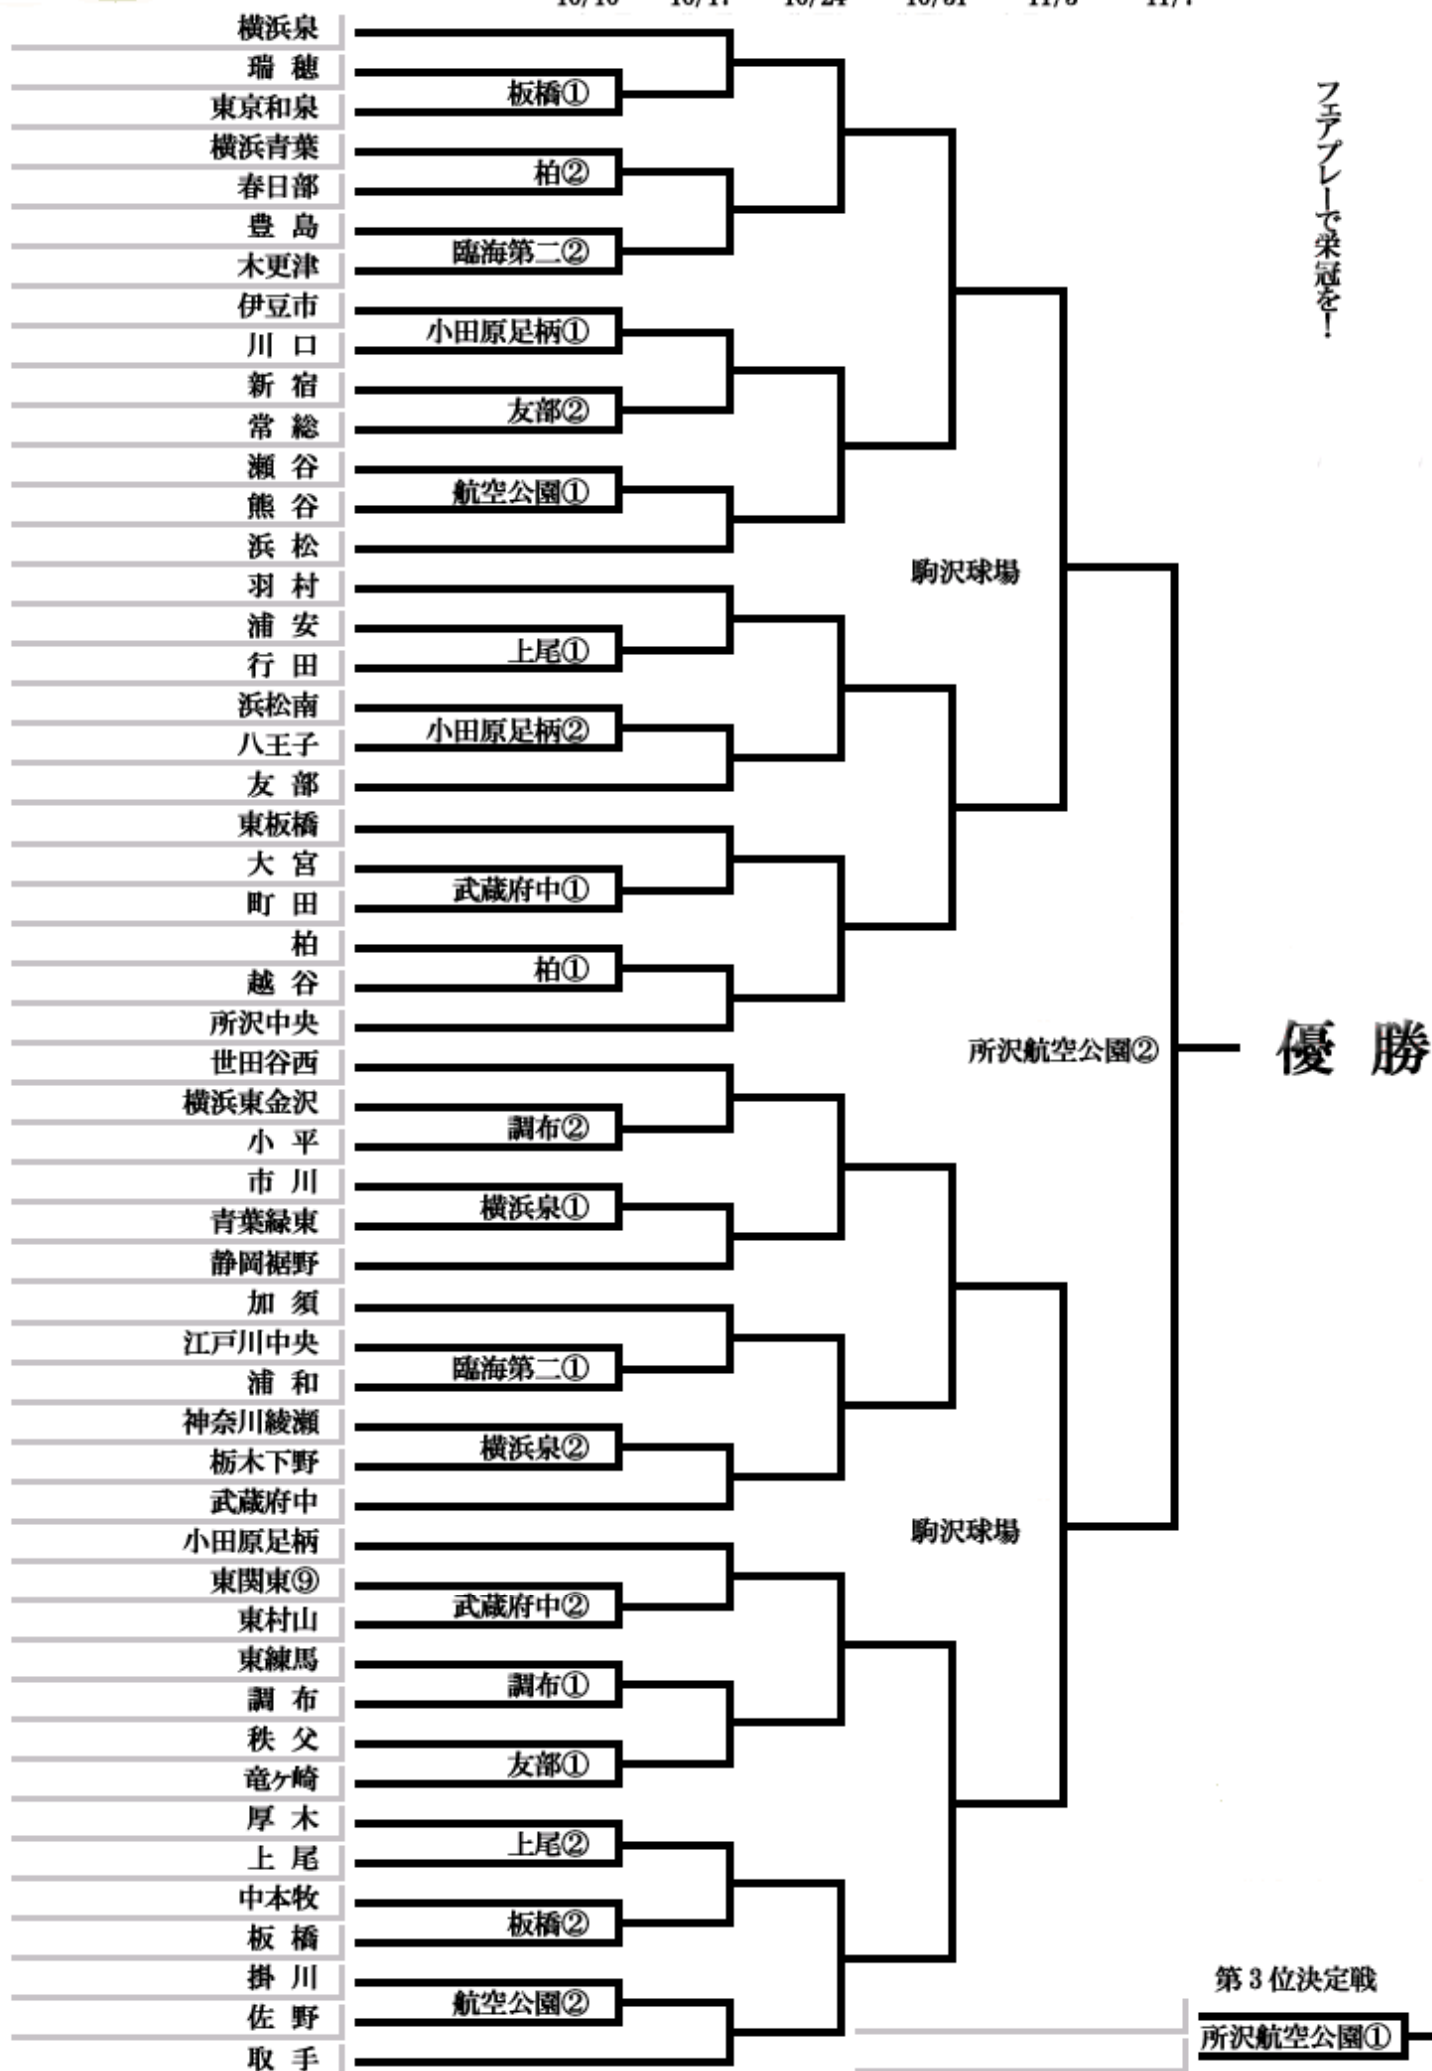 フェアプレーで栄冠を！
横浜泉
瑞穂
板橋①
東京和泉
横浜青葉
柏②
春日部
豊島
臨海第二②
木更津
伊豆市
小田原足柄①
川口
新宿
友部②
常総
瀬谷
航空公園①
熊谷
浜松
駒沢球場
羽村
浦安
上尾①
行田
浜松南
小田原足柄②
八王子
友部
東板橋
大宮
武蔵府中①
町田
柏
柏①
越谷
所沢中央
所沢航空公園②
優勝
世田谷西
横浜東金沢
調布②
小平
市川
横浜泉①
青葉緑東
静岡裾野
加須
江戸川中央
臨海第二①
浦和
神奈川綾瀬
横浜泉②
栃木下野
武蔵府中
駒沢球場
小田原足柄
東関東⑨
武蔵府中②
東村山
東練馬
調布①
調布
秩父
友部①
竜ヶ崎
厚木
上尾②
上尾
中本牧
板橋②
板橋
掛川
航空公園②
佐野
取手
第3位決定戦
所沢航空公園①